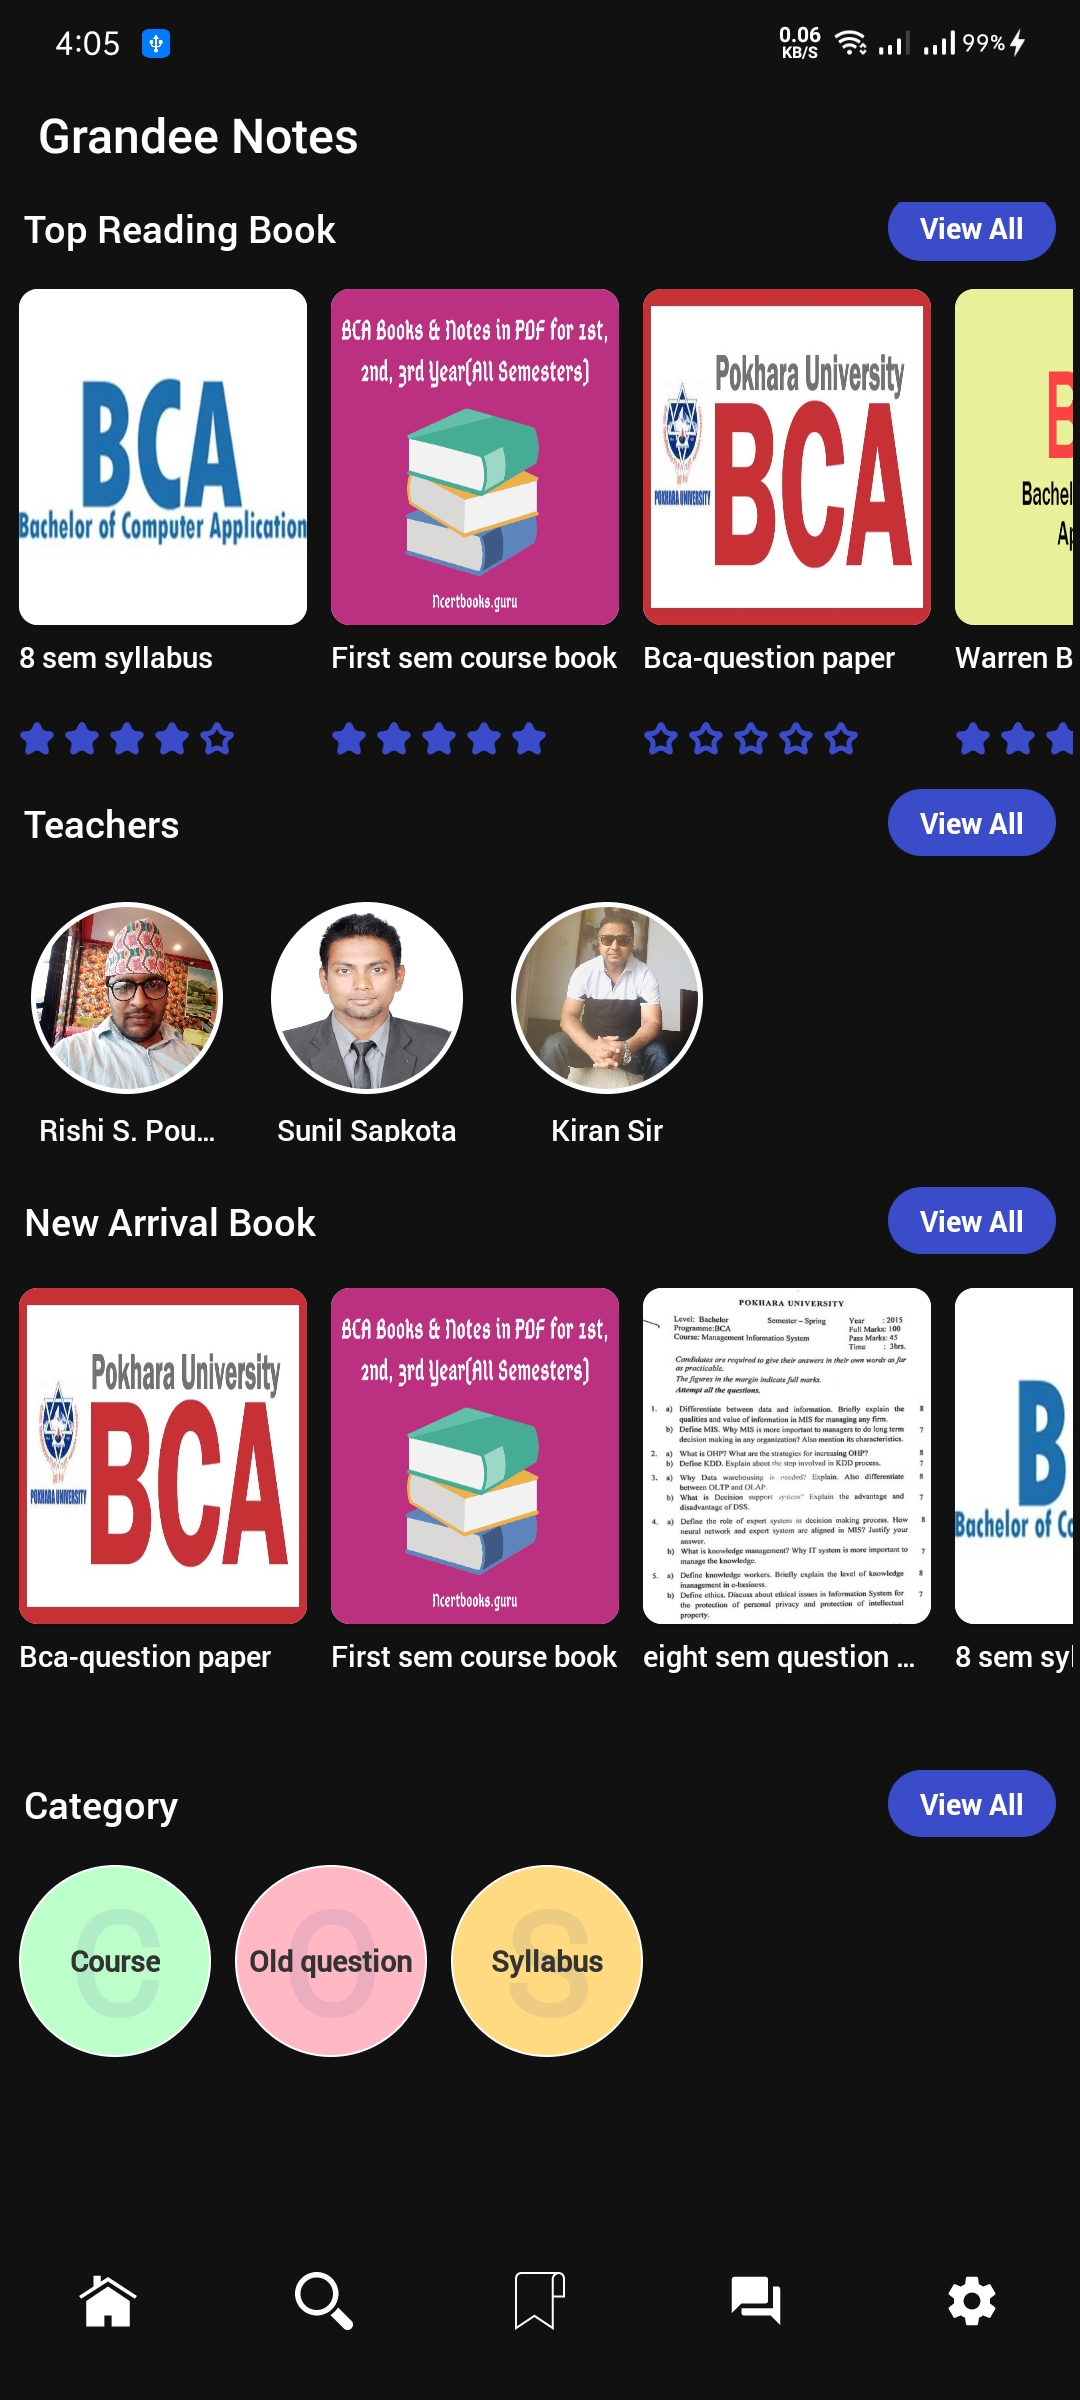 4:05
0.06
KB/S
99%
Grandee Notes
Top Reading Book
View All
BCA
Bachelor of Computer Application
BCA Books & Notes in PDF for 1st,
2nd, 3rd Year(All Semesters)
Ncertbooks.guru
Pokhara University
POKHARA UNIVERSITY
BCA
B
Bachel
Ap
8 sem syllabus
First sem course book
Bca-question paper
Warren B
Teachers
View All
Rishi S. Pou...
Sunil Sapkota
Kiran Sir
New Arrival Book
View All
Pokhara University
POKHARA UNIVERSITY
BCA
BCA Books & Notes in PDF for 1st,
2nd, 3rd Year(All Semesters)
Ncertbooks.guru
POKHARA UNIVERSITY
Level: Bachelor Semester – Spring Year : 2015
Programme:BCA Full Marks: 100
Course: Management Information System Pass Marks: 45
Time : 3hrs.
Candidates are required to give their answers in their own words as far
as practicable.
The figures in the margin indicate full marks.
Attempt all the questions.
1. a) Differentiate between data and information. Briefly explain the 8
qualities and value of information in MIS for managing any firm.
b) Define MIS. Why MIS is more important to managers to do long term 7
decision making in any organization? Also mention its characteristics.
2. a) What is OHP? What are the strategies for increasing OHP? 8
b) Define KDD. Explain about the step involved in KDD process. 7
3. a) Why Data warehousing is needed? Explain. Also differentiate 8
between OLTP and OLAP.
b) What is Decision support system? Explain the advantage and 7
disadvantage of DSS.
4. a) Define the role of expert system in decision making process. How 8
neural network and expert system are aligned in MIS? Justify your
answer.
b) What is knowledge management? Why IT system is more important to 7
manage the knowledge.
5. a) Define knowledge workers. Briefly explain the level of knowledge 8
management in e-business.
b) Define ethics. Discuss about ethical issues in Information System for 7
the protection of personal privacy and protection of intellectual
property.
B
Bachelor of Co
Bca-question paper
First sem course book
eight sem question ...
8 sem syl
Category
View All
C
Course
O
Old question
S
Syllabus